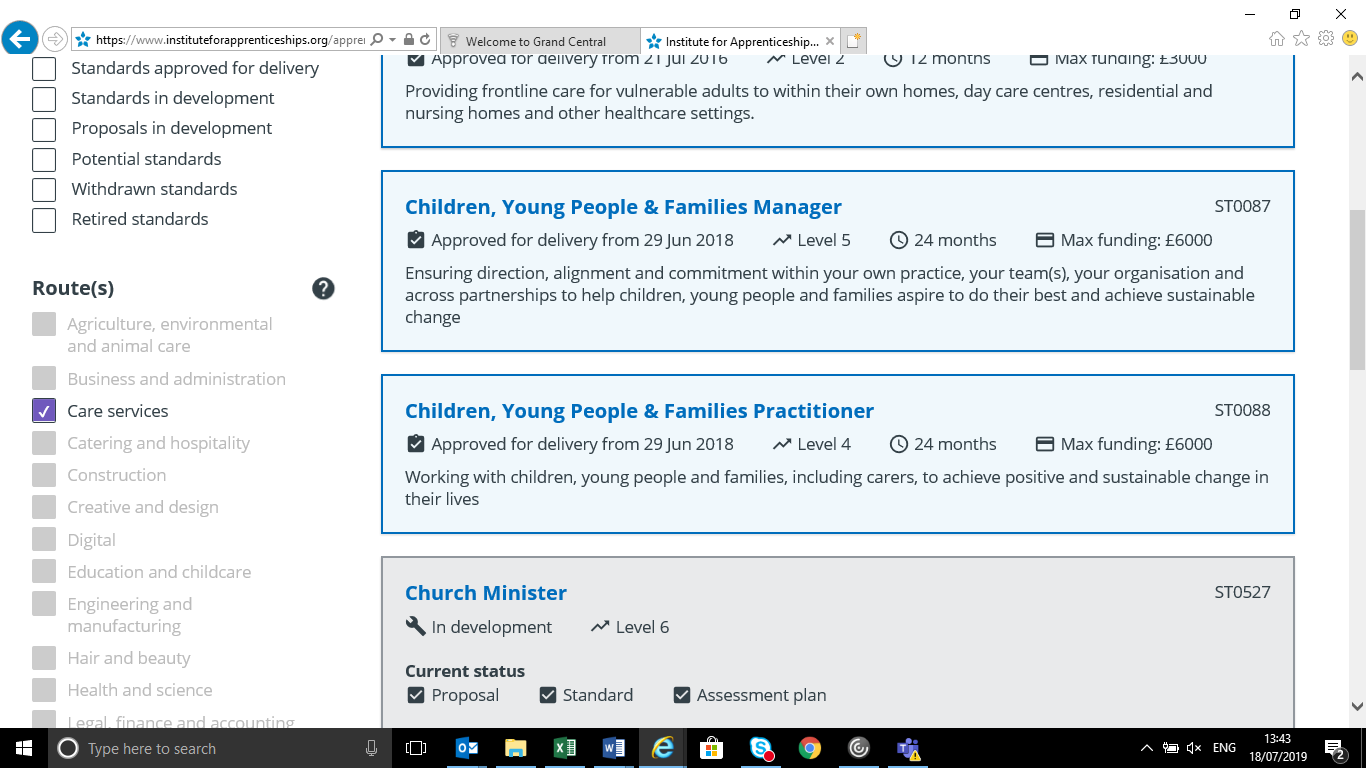 https://www.instituteforapprenticeships.org/appre
Welcome to Grand Central
Institute for Apprenticeship...
Standards approved for delivery
Standards in development
Proposals in development
Potential standards
Withdrawn standards
Retired standards
Route(s)
?
Agriculture, environmental
and animal care
Business and administration
Care services
Catering and hospitality
Construction
Creative and design
Digital
Education and childcare
Engineering and
manufacturing
Hair and beauty
Health and science
Legal, finance and accounting
Approved for delivery from 21 Jul 2016 Level 2 12 months Max funding: £3000
Providing frontline care for vulnerable adults to within their own homes, day care centres, residential and
nursing homes and other healthcare settings.
Children, Young People & Families Manager ST0087
Approved for delivery from 29 Jun 2018 Level 5 24 months Max funding: £6000
Ensuring direction, alignment and commitment within your own practice, your team(s), your organisation and
across partnerships to help children, young people and families aspire to do their best and achieve sustainable
change
Children, Young People & Families Practitioner ST0088
Approved for delivery from 29 Jun 2018 Level 4 24 months Max funding: £6000
Working with children, young people and families, including carers, to achieve positive and sustainable change in
their lives
Church Minister ST0527
In development Level 6
Current status
Proposal Standard Assessment plan
Type here to search
ENG
13:43
18/07/2019
2